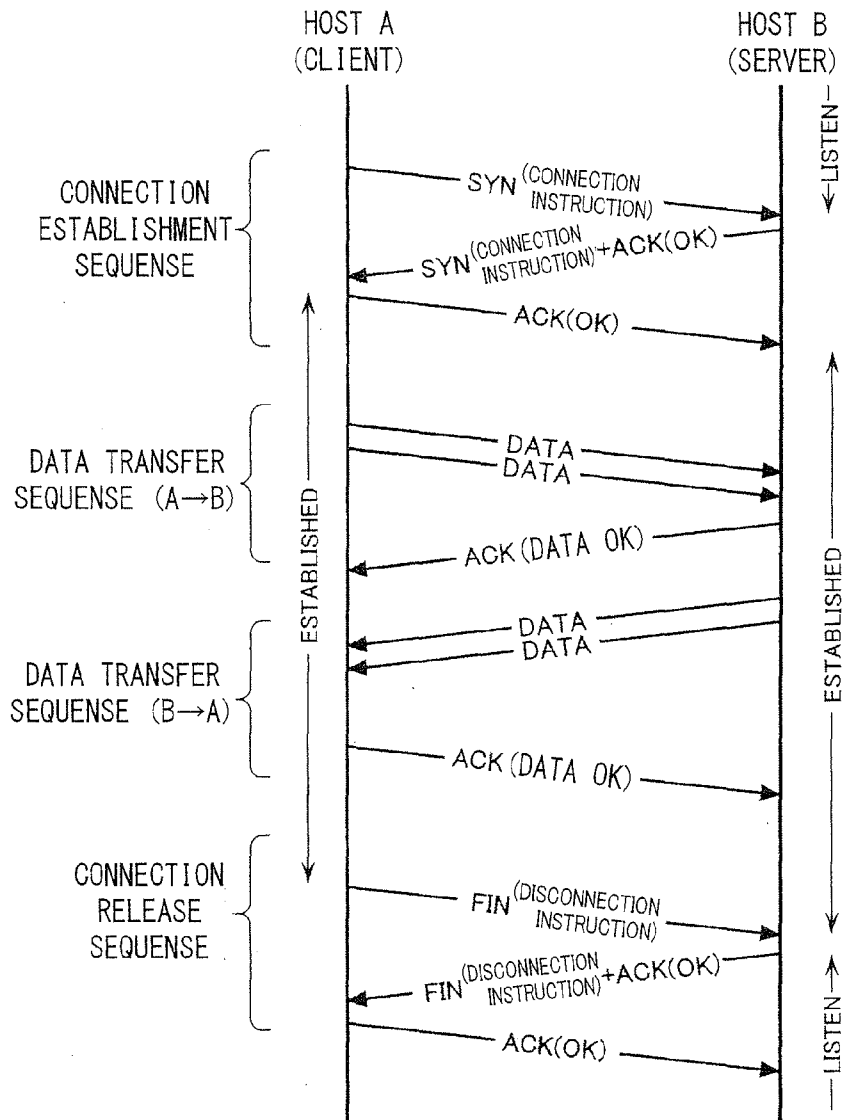 HOST A
(CLIENT)
HOST B
(SERVER)
LISTEN
CONNECTION
ESTABLISHMENT
SEQUENSE
SYN(CONNECTION
INSTRUCTION)
SYN(CONNECTION
INSTRUCTION)+ACK(OK)
ACK(OK)
DATA TRANSFER
SEQUENSE (A→B)
DATA
DATA
ACK(DATA OK)
ESTABLISHED
ESTABLISHED
DATA TRANSFER
SEQUENSE (B→A)
DATA
DATA
ACK(DATA OK)
CONNECTION
RELEASE
SEQUENSE
FIN(DISCONNECTION
INSTRUCTION)
FIN(DISCONNECTION
INSTRUCTION)+ACK(OK)
ACK(OK)
LISTEN